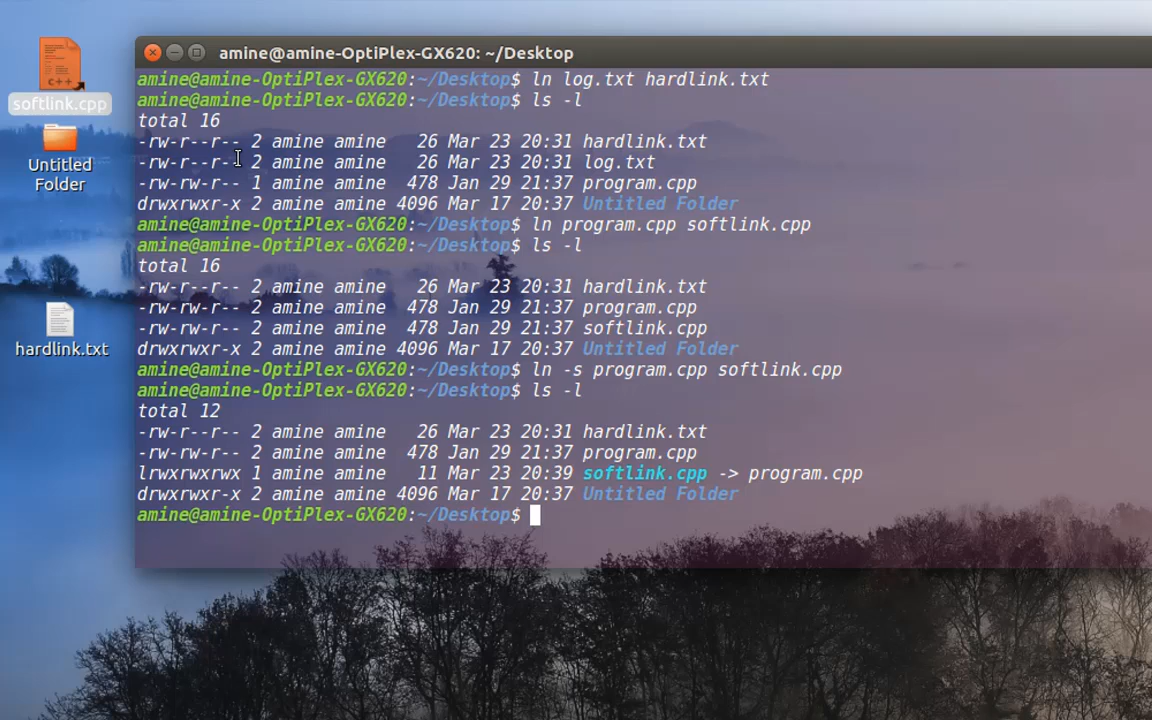 amine@amine-OptiPlex-GX620: ~/Desktop
amine@amine-OptiPlex-GX620:~/Desktop$ ln log.txt hardlink.txt
amine@amine-OptiPlex-GX620:~/Desktop$ ls -l
total 16
-rw-r--r-- 2 amine amine   26 Mar 23 20:31 hardlink.txt
-rw-r--r-- 2 amine amine   26 Mar 23 20:31 log.txt
-rw-rw-r-- 1 amine amine  478 Jan 29 21:37 program.cpp
drwxrwxr-x 2 amine amine 4096 Mar 17 20:37 Untitled Folder
amine@amine-OptiPlex-GX620:~/Desktop$ ln program.cpp softlink.cpp
amine@amine-OptiPlex-GX620:~/Desktop$ ls -l
total 16
-rw-r--r-- 2 amine amine   26 Mar 23 20:31 hardlink.txt
-rw-rw-r-- 2 amine amine  478 Jan 29 21:37 program.cpp
-rw-rw-r-- 2 amine amine  478 Jan 29 21:37 softlink.cpp
drwxrwxr-x 2 amine amine 4096 Mar 17 20:37 Untitled Folder
amine@amine-OptiPlex-GX620:~/Desktop$ ln -s program.cpp softlink.cpp
amine@amine-OptiPlex-GX620:~/Desktop$ ls -l
total 12
-rw-r--r-- 2 amine amine   26 Mar 23 20:31 hardlink.txt
-rw-rw-r-- 2 amine amine  478 Jan 29 21:37 program.cpp
lrwxrwxrwx 1 amine amine   11 Mar 23 20:39 softlink.cpp -> program.cpp
drwxrwxr-x 2 amine amine 4096 Mar 17 20:37 Untitled Folder
amine@amine-OptiPlex-GX620:~/Desktop$
C++
softlink.cpp
Untitled
Folder
hardlink.txt